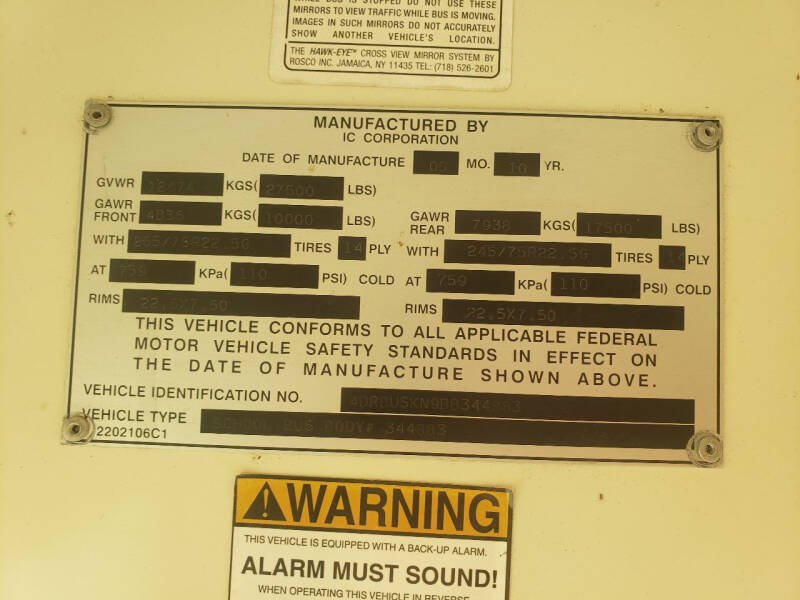 WHILE BUS IS STOPPED DO NOT USE THESE
MIRRORS TO VIEW TRAFFIC WHILE BUS IS MOVING.
IMAGES IN SUCH MIRRORS DO NOT ACCURATELY
SHOW ANOTHER VEHICLE'S LOCATION.
THE HAWK-EYE™ CROSS VIEW MIRROR SYSTEM BY
ROSCO INC. JAMAICA, NY 11435 TEL: (718) 526-2601
MANUFACTURED BY
IC CORPORATION
DATE OF MANUFACTURE 05 MO. 10 YR.
GVWR KGS( 27500 LBS)
GAWR FRONT 4536 KGS( 10000 LBS) GAWR REAR 7938 KGS( 17500 LBS)
WITH TIRES 14 PLY WITH 245/75R22.5G TIRES 14 PLY
AT 759 KPa( 110 PSI) COLD AT 759 KPa( 110 PSI) COLD
RIMS 22.5X7.50 RIMS 22.5X7.50
THIS VEHICLE CONFORMS TO ALL APPLICABLE FEDERAL
MOTOR VEHICLE SAFETY STANDARDS IN EFFECT ON
THE DATE OF MANUFACTURE SHOWN ABOVE.
VEHICLE IDENTIFICATION NO.
VEHICLE TYPE SCHOOL BUS BODY# 344883
2202106C1
WARNING
THIS VEHICLE IS EQUIPPED WITH A BACK-UP ALARM.
ALARM MUST SOUND!
WHEN OPERATING THIS VEHICLE IN REVERSE